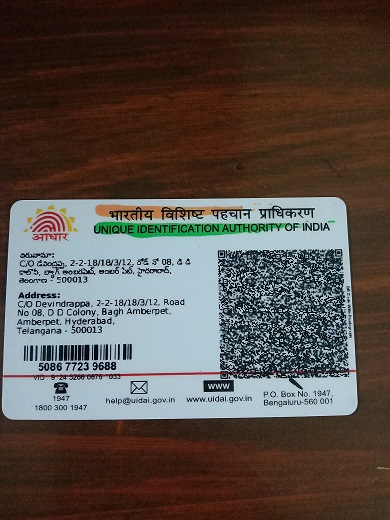 भारतीय विशिष्ट पहचान प्राधिकरण
UNIQUE IDENTIFICATION AUTHORITY OF INDIA
आधार
చిరునామా:
C/O దేవింద్రప్ప, 2-2-18/18/3/12, రోడ్ నో 08, డి డి
కాలోనీ, బ్యాగ్ అంబర్‌పేట్, అంబర్ పేట్, హైదరాబాద్,
తెలంగాణ - 500013
Address:
C/O Devindrappa, 2-2-18/18/3/12, Road
No 08, D D Colony, Bagh Amberpet,
Amberpet, Hyderabad,
Telangana - 500013
5086 7723 9688
VID
1947
1800 300 1947
help@uidai.gov.in
www
www.uidai.gov.in
P.O. Box No. 1947,
Bengaluru-560 001